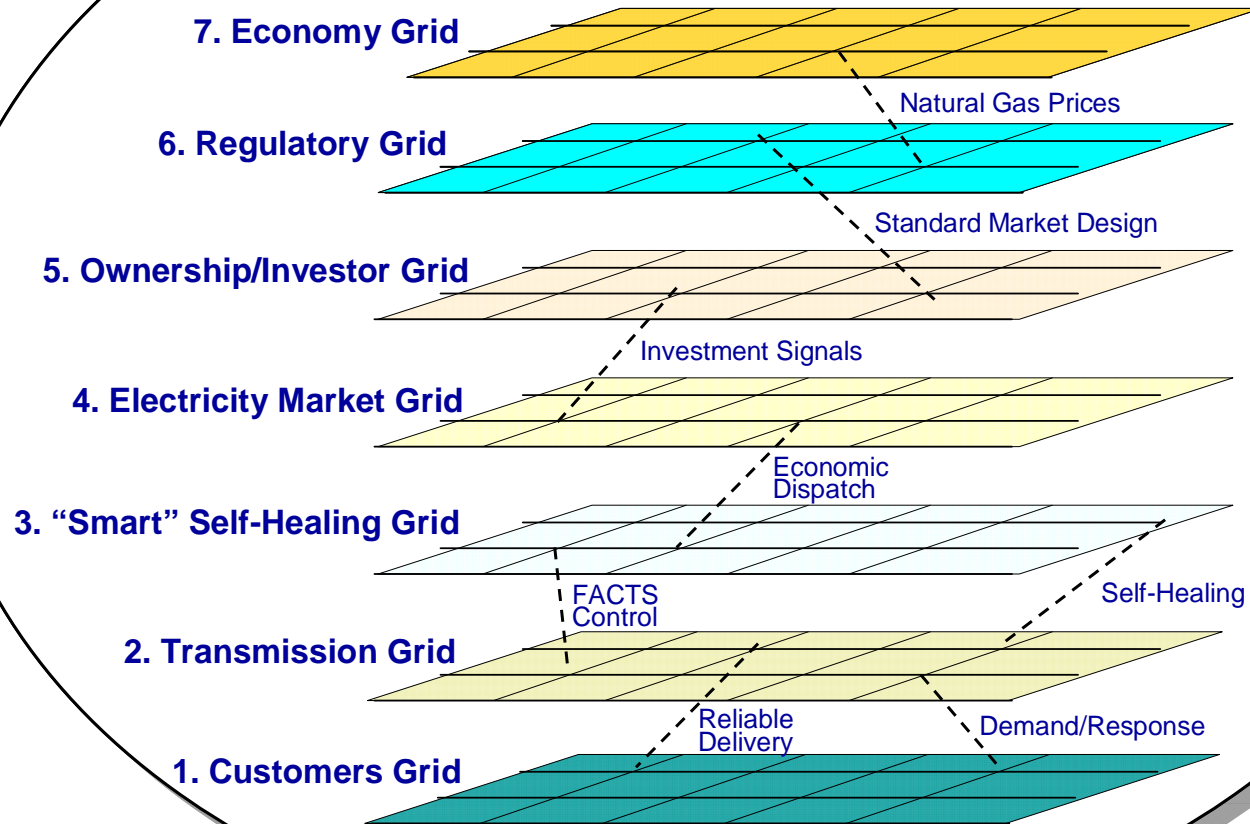 7. Economy Grid
Natural Gas Prices
6. Regulatory Grid
Standard Market Design
5. Ownership/Investor Grid
Investment Signals
4. Electricity Market Grid
Economic
Dispatch
3. “Smart” Self-Healing Grid
FACTS
Control
Self-Healing
2. Transmission Grid
Reliable
Delivery
Demand/Response
1. Customers Grid